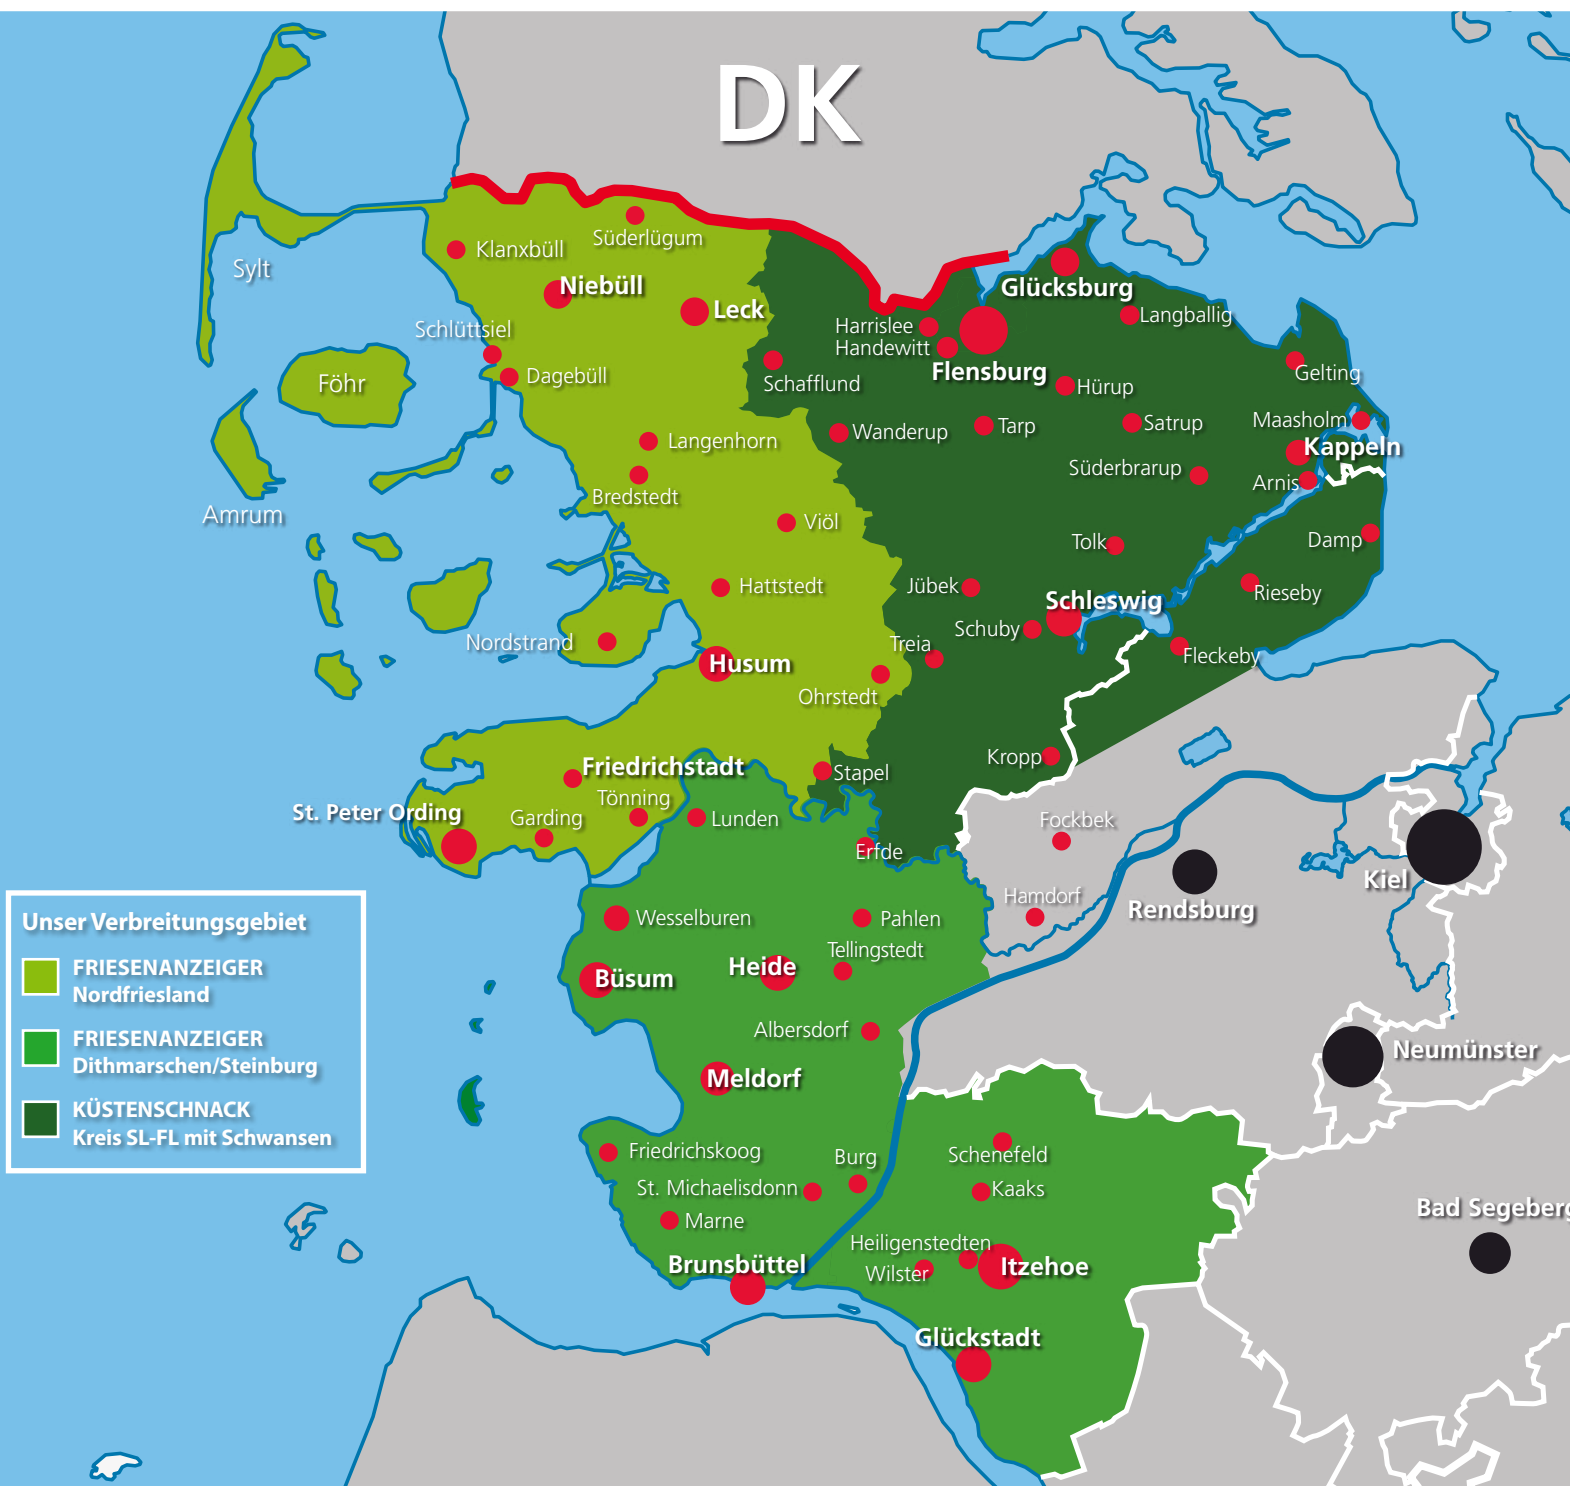 DK
Sylt
Klanxbüll
Süderlügum
Niebüll
Leck
Schlüttsiel
Dagebüll
Föhr
Amrum
Langenhorn
Bredstedt
Viöl
Hattstedt
Nordstrand
Husum
Ohrstedt
Friedrichstadt
Tönning
St. Peter Ording
Garding
Glücksburg
Langballig
Harrislee
Handewitt
Flensburg
Schafflund
Hürup
Gelting
Wanderup
Tarp
Satrup
Maasholm
Kappeln
Süderbrarup
Arnis
Tolk
Damp
Jübek
Schleswig
Rieseby
Schuby
Treia
Fleckeby
Kropp
Stapel
Erfde
Lunden
Fockbek
Hamdorf
Rendsburg
Kiel
Wesselburen
Pahlen
Tellingstedt
Heide
Büsum
Albersdorf
Meldorf
Neumünster
Friedrichskoog
Burg
St. Michaelisdonn
Marne
Brunsbüttel
Schenefeld
Kaaks
Heiligenstedten
Wilster
Itzehoe
Glückstadt
Bad Segeberg
Unser Verbreitungsgebiet
FRIESENANZEIGER
Nordfriesland
FRIESENANZEIGER
Dithmarschen/Steinburg
KÜSTENSCHNACK
Kreis SL-FL mit Schwansen